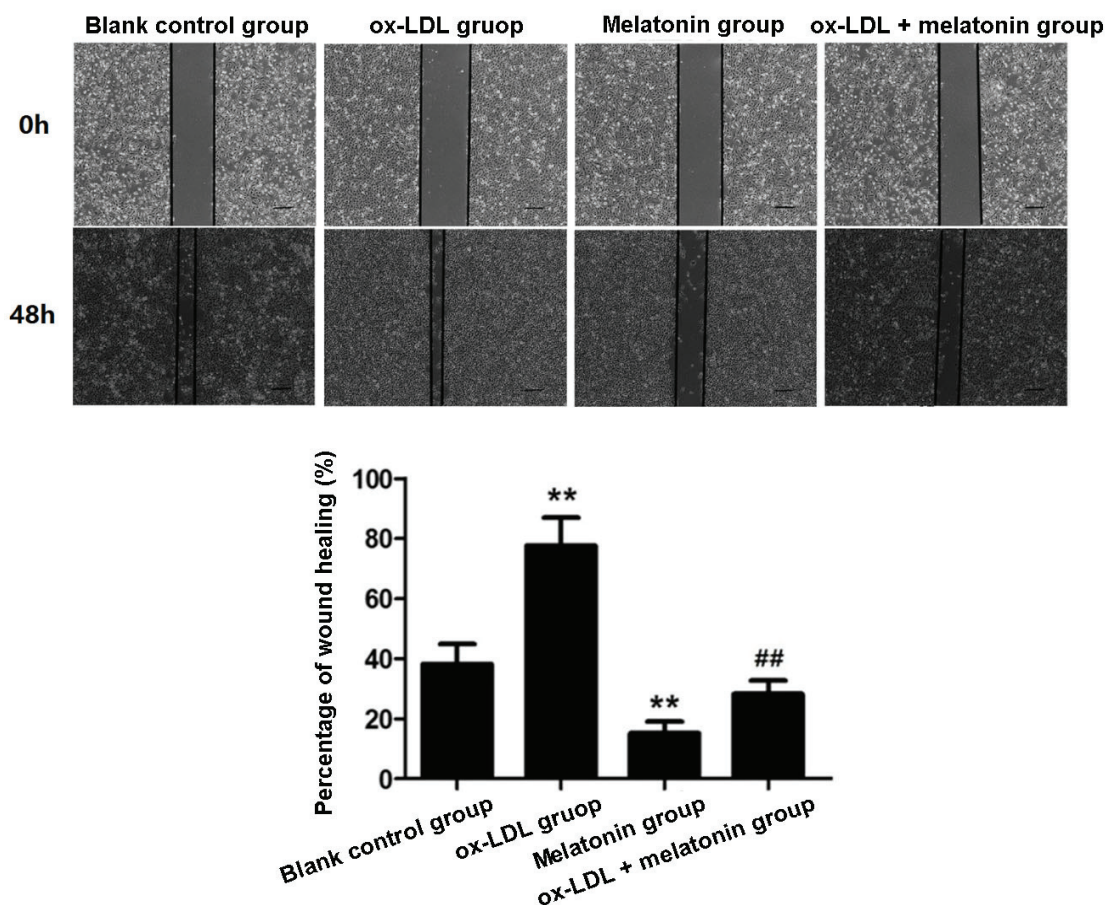 Blank control group
ox-LDL gruop
Melatonin group
ox-LDL + melatonin group
0h
48h
Percentage of wound healing (%)
100
80
60
40
20
0
**
**
##
Blank control group
ox-LDL gruop
Melatonin group
ox-LDL + melatonin group